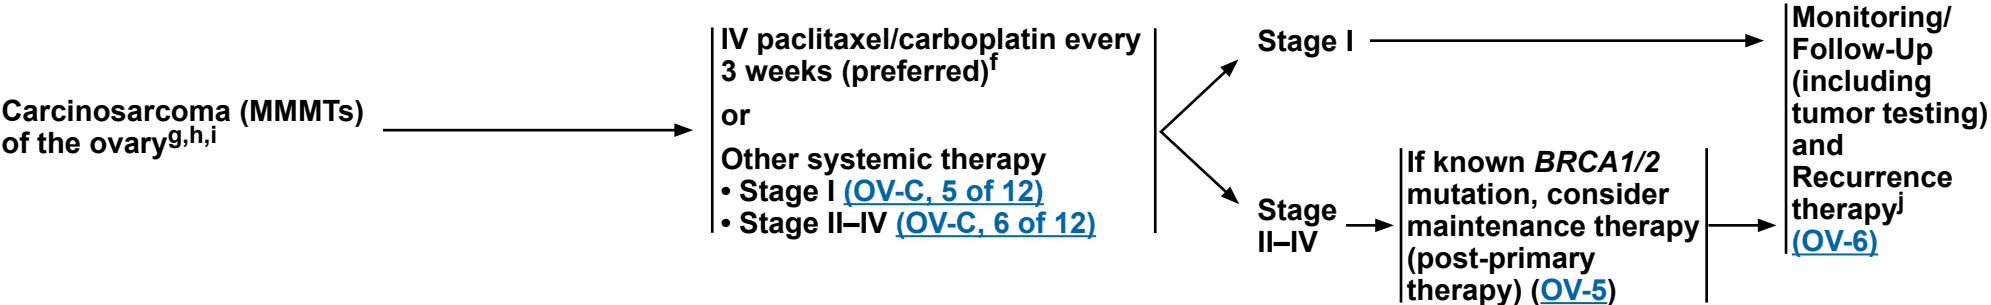 Carcinosarcoma (MMMTs)
of the ovaryg,h,i
IV paclitaxel/carboplatin every
3 weeks (preferred)f
or
Other systemic therapy
• Stage I (OV-C, 5 of 12)
• Stage II–IV (OV-C, 6 of 12)
Stage I
Stage
II–IV
If known BRCA1/2
mutation, consider
maintenance therapy
(post-primary
therapy) (OV-5)
Monitoring/
Follow-Up
(including
tumor testing)
and
Recurrence
therapyj
(OV-6)